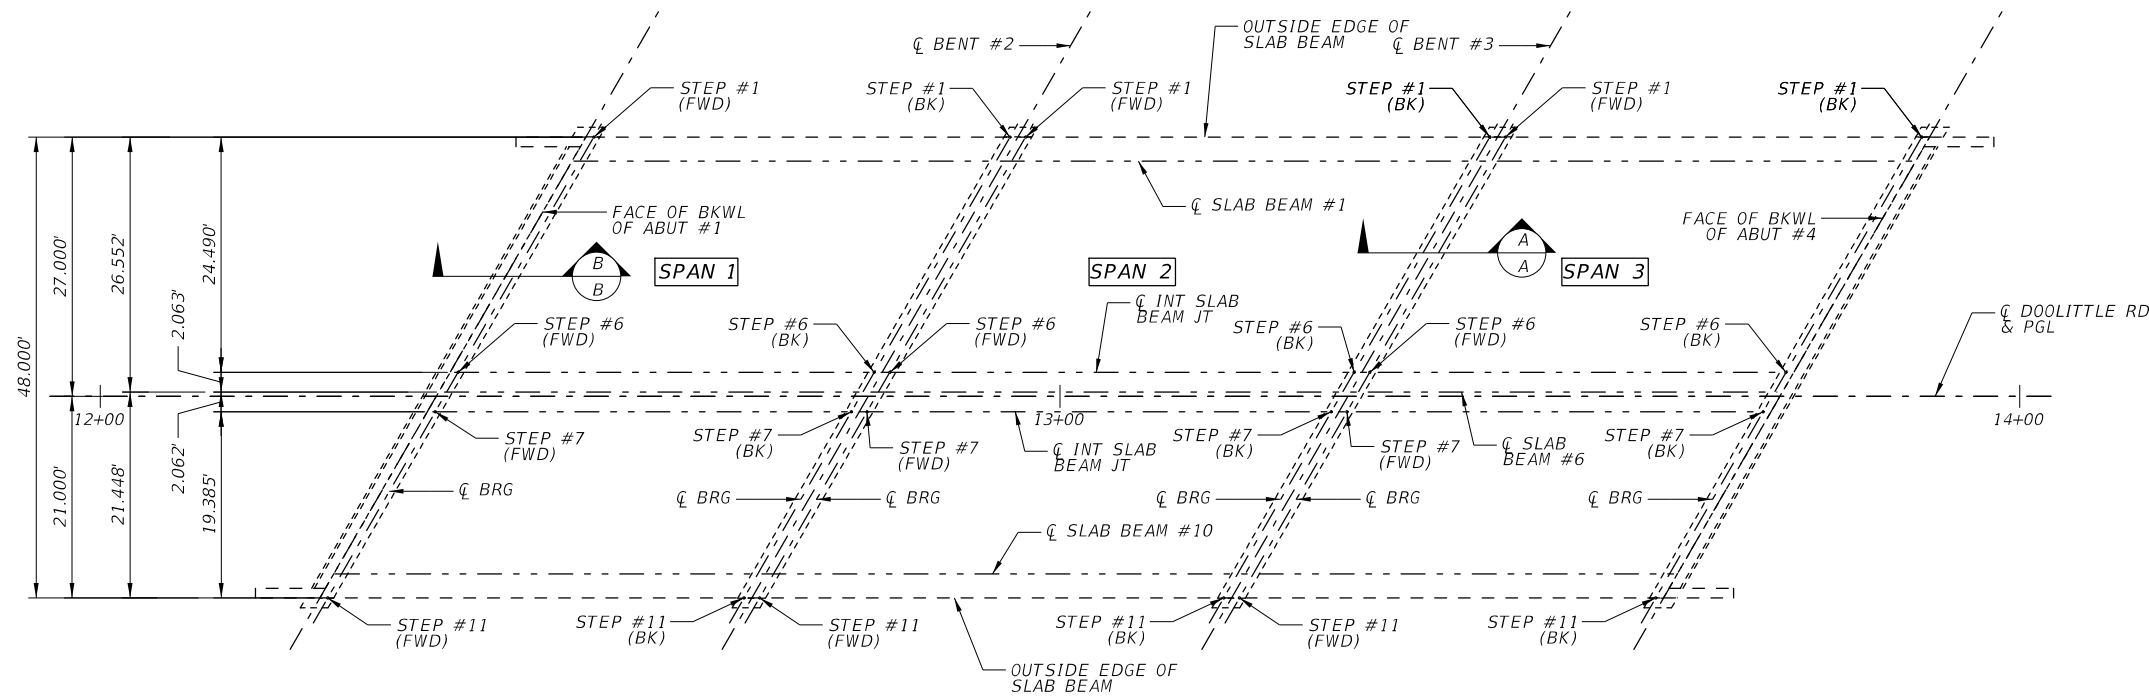 ℄ BENT #2
OUTSIDE EDGE OF
SLAB BEAM
℄ BENT #3
STEP #1
(FWD)
STEP #1
(BK)
STEP #1
(FWD)
STEP #1
(BK)
STEP #1
(FWD)
STEP #1
(BK)
48.000'
27.000'
26.552'
24.490'
2.063'
FACE OF BKWL
OF ABUT #1
℄ SLAB BEAM #1
FACE OF BKWL
OF ABUT #4
B
B
SPAN 1
SPAN 2
A
A
SPAN 3
℄ INT SLAB
BEAM JT
℄ DOOLITTLE RD
& PGL
STEP #6
(FWD)
STEP #6
(BK)
STEP #6
(FWD)
STEP #6
(BK)
STEP #6
(FWD)
STEP #6
(BK)
12+00
13+00
14+00
21.000'
21.448'
2.062'
19.385'
STEP #7
(FWD)
STEP #7
(BK)
STEP #7
(FWD)
℄ INT SLAB
BEAM JT
STEP #7
(BK)
STEP #7
(FWD)
℄ SLAB
BEAM #6
STEP #7
(BK)
℄ BRG
℄ BRG
℄ BRG
℄ BRG
℄ BRG
℄ BRG
℄ SLAB BEAM #10
STEP #11
(FWD)
STEP #11
(BK)
STEP #11
(FWD)
STEP #11
(BK)
STEP #11
(FWD)
STEP #11
(BK)
OUTSIDE EDGE OF
SLAB BEAM